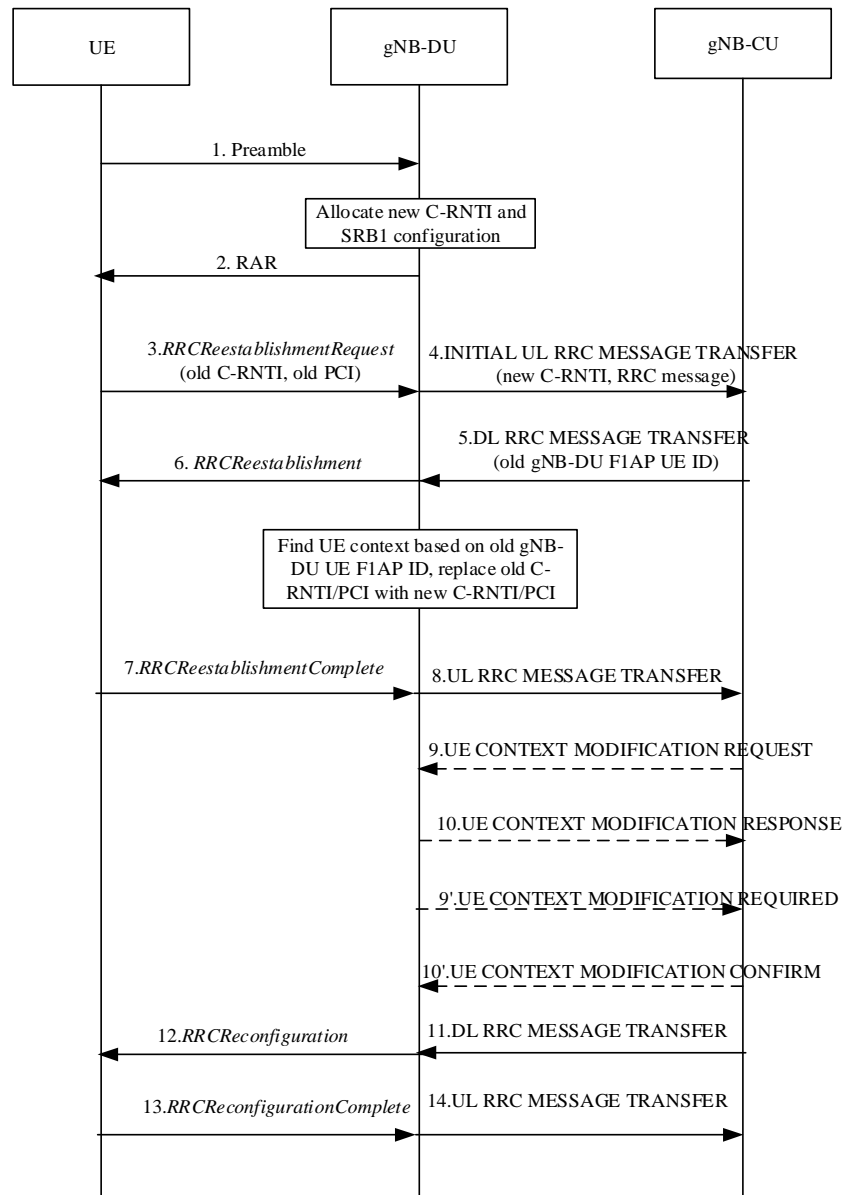 UE
gNB-DU
gNB-CU
1. Preamble
Allocate new C-RNTI and
SRB1 configuration
2. RAR
3.RRCReestablishmentRequest
(old C-RNTI, old PCI)
4.INITIAL UL RRC MESSAGE TRANSFER
(new C-RNTI, RRC message)
5.DL RRC MESSAGE TRANSFER
(old gNB-DU F1AP UE ID)
6. RRCReestablishment
Find UE context based on old gNB-
DU UE F1AP ID, replace old C-
RNTI/PCI with new C-RNTI/PCI
7.RRCReestablishmentComplete
8.UL RRC MESSAGE TRANSFER
9.UE CONTEXT MODIFICATION REQUEST
10.UE CONTEXT MODIFICATION RESPONSE
9'.UE CONTEXT MODIFICATION REQUIRED
10'.UE CONTEXT MODIFICATION CONFIRM
12.RRCReconfiguration
11.DL RRC MESSAGE TRANSFER
13.RRCReconfigurationComplete
14.UL RRC MESSAGE TRANSFER